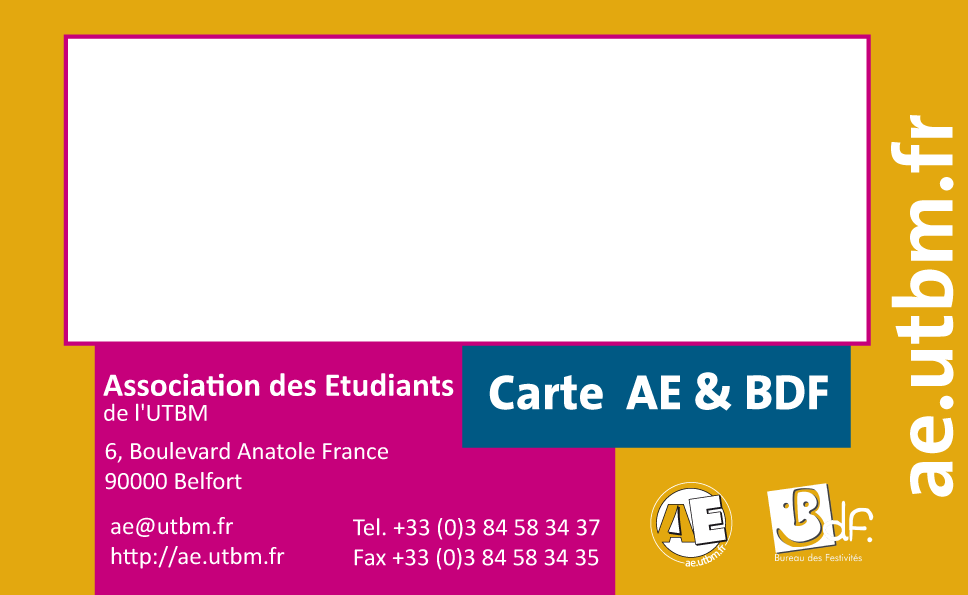 Association des Etudiants
de l'UTBM
6, Boulevard Anatole France
90000 Belfort
ae@utbm.fr
http://ae.utbm.fr
Tel. +33 (0)3 84 58 34 37
Fax +33 (0)3 84 58 34 35
Carte AE & BDF
AE
ae.utbm.fr
Bdf.
Bureau des Festivités
ae.utbm.fr